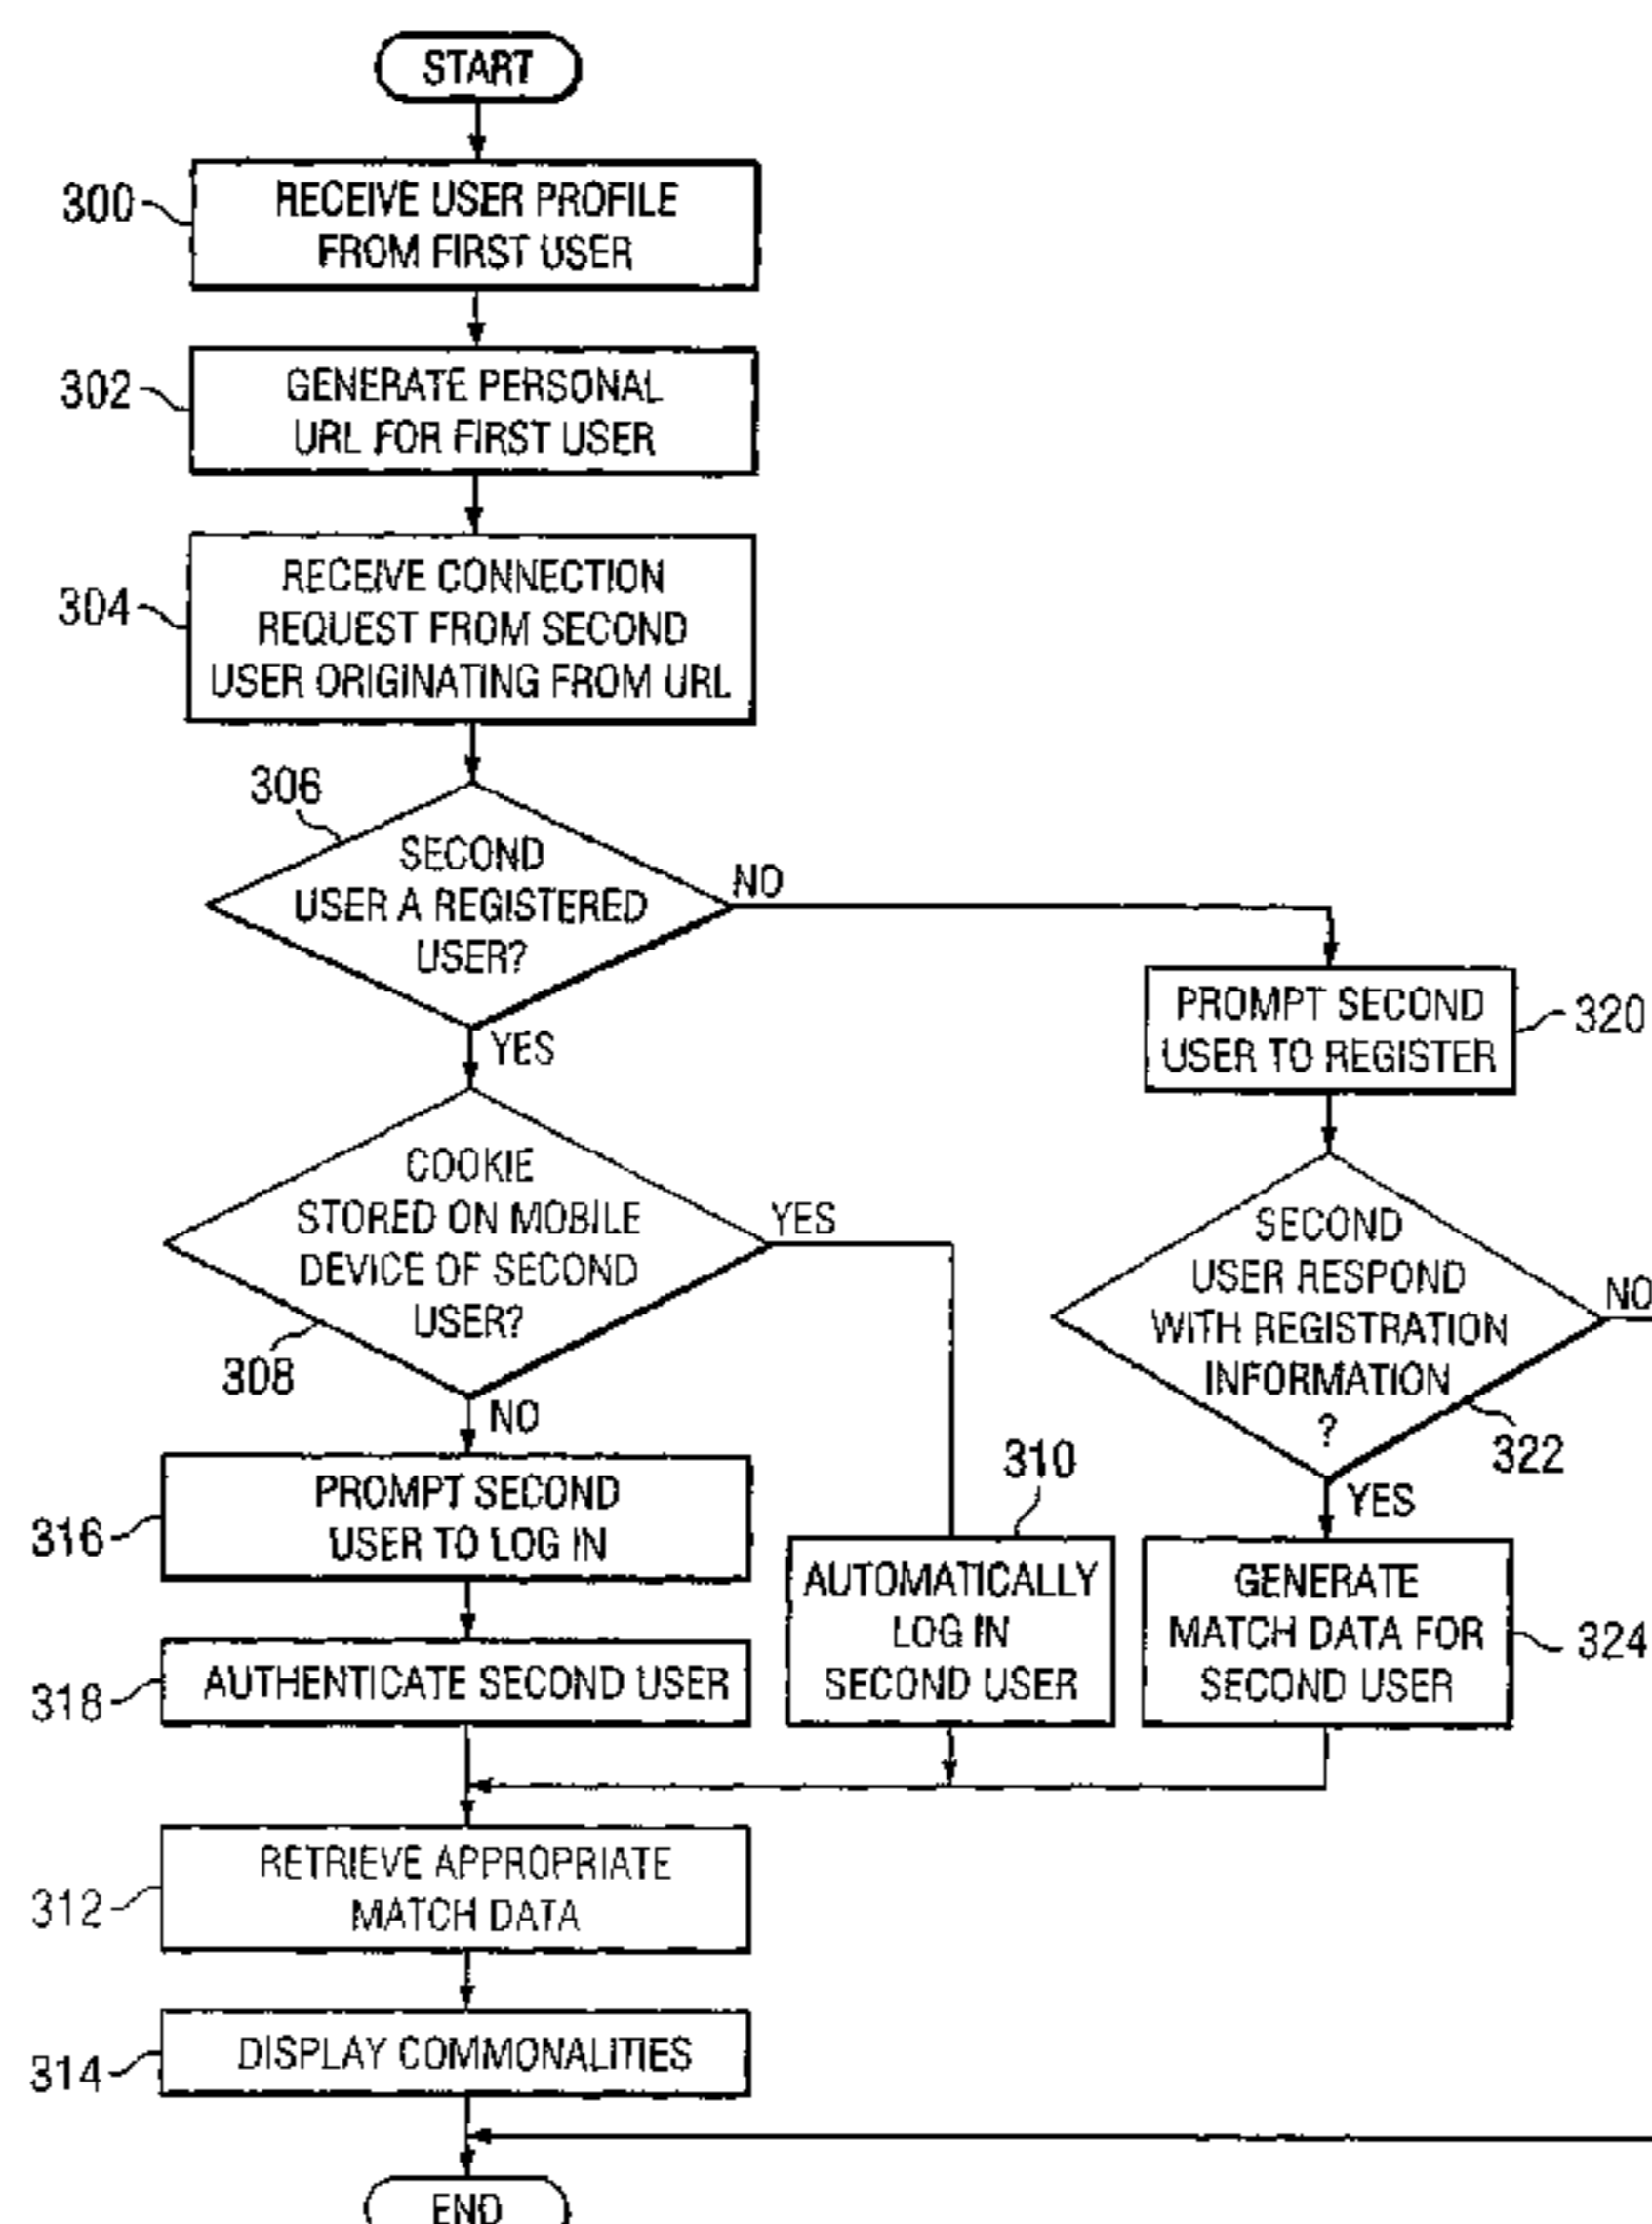 START
300
RECEIVE USER PROFILE
FROM FIRST USER
302
GENERATE PERSONAL
URL FOR FIRST USER
304
RECEIVE CONNECTION
REQUEST FROM SECOND
USER ORIGINATING FROM URL
306
SECOND
USER A REGISTERED
USER?
NO
YES
PROMPT SECOND
USER TO REGISTER
320
COOKIE
STORED ON MOBILE
DEVICE OF SECOND
USER?
308
YES
NO
SECOND
USER RESPOND
WITH REGISTRATION
INFORMATION
?
NO
322
YES
316
PROMPT SECOND
USER TO LOG IN
310
AUTOMATICALLY
LOG IN
SECOND USER
GENERATE
MATCH DATA FOR
SECOND USER
324
318
AUTHENTICATE SECOND USER
312
RETRIEVE APPROPRIATE
MATCH DATA
314
DISPLAY COMMONALITIES
END